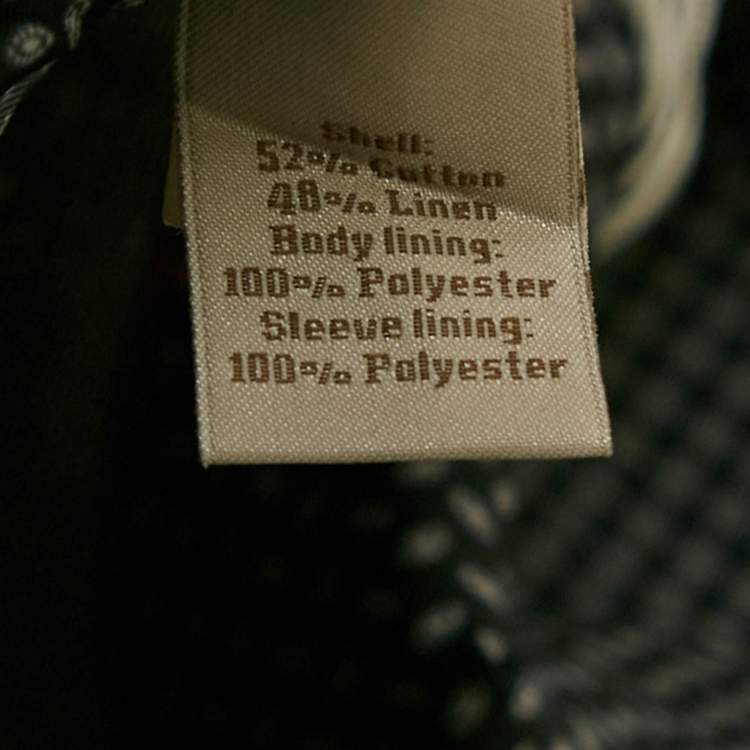 Shell:
52% Cotton
48% Linen
Body lining:
100% Polyester
Sleeve lining:
100% Polyester